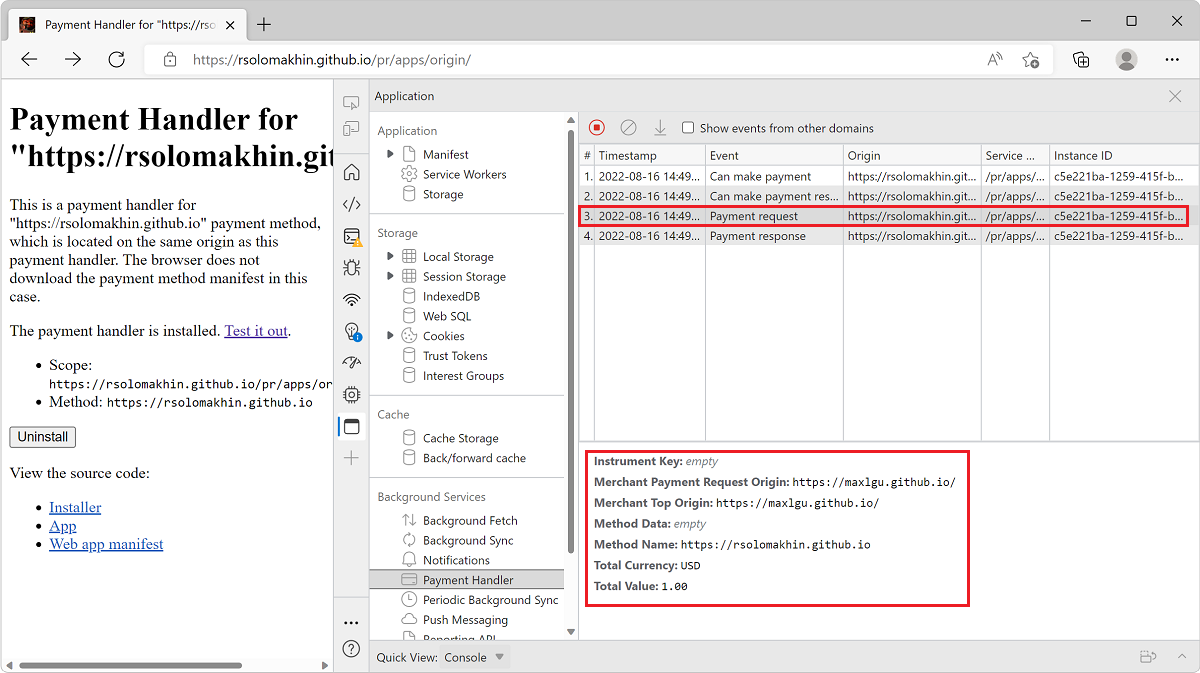 Payment Handler for "https://rso
https://rsolomakhin.github.io/pr/apps/origin/
Payment Handler for
"https://rsolomakhin.git
This is a payment handler for
"https://rsolomakhin.github.io" payment method,
which is located on the same origin as this
payment handler. The browser does not
download the payment method manifest in this
case.
The payment handler is installed. Test it out.
Scope:
https://rsolomakhin.github.io/pr/apps/or
Method: https://rsolomakhin.github.io
Uninstall
View the source code:
Installer
App
Web app manifest
Application
Application
Manifest
Service Workers
Storage
Storage
Local Storage
Session Storage
IndexedDB
Web SQL
Cookies
Trust Tokens
Interest Groups
Cache
Cache Storage
Back/forward cache
Background Services
Background Fetch
Background Sync
Notifications
Payment Handler
Periodic Background Sync
Push Messaging
Reporting API
Show events from other domains
# Timestamp Event Origin Service ... Instance ID
1. 2022-08-16 14:49... Can make payment https://rsolomakhin.git... /pr/apps/... c5e221ba-1259-415f-b...
2. 2022-08-16 14:49... Can make payment res... https://rsolomakhin.git... /pr/apps/... c5e221ba-1259-415f-b...
3. 2022-08-16 14:49... Payment request https://rsolomakhin.git... /pr/apps/... c5e221ba-1259-415f-b...
4. 2022-08-16 14:49... Payment response https://rsolomakhin.git... /pr/apps/... c5e221ba-1259-415f-b...
Instrument Key: empty
Merchant Payment Request Origin: https://maxlgu.github.io/
Merchant Top Origin: https://maxlgu.github.io/
Method Data: empty
Method Name: https://rsolomakhin.github.io
Total Currency: USD
Total Value: 1.00
Quick View: Console